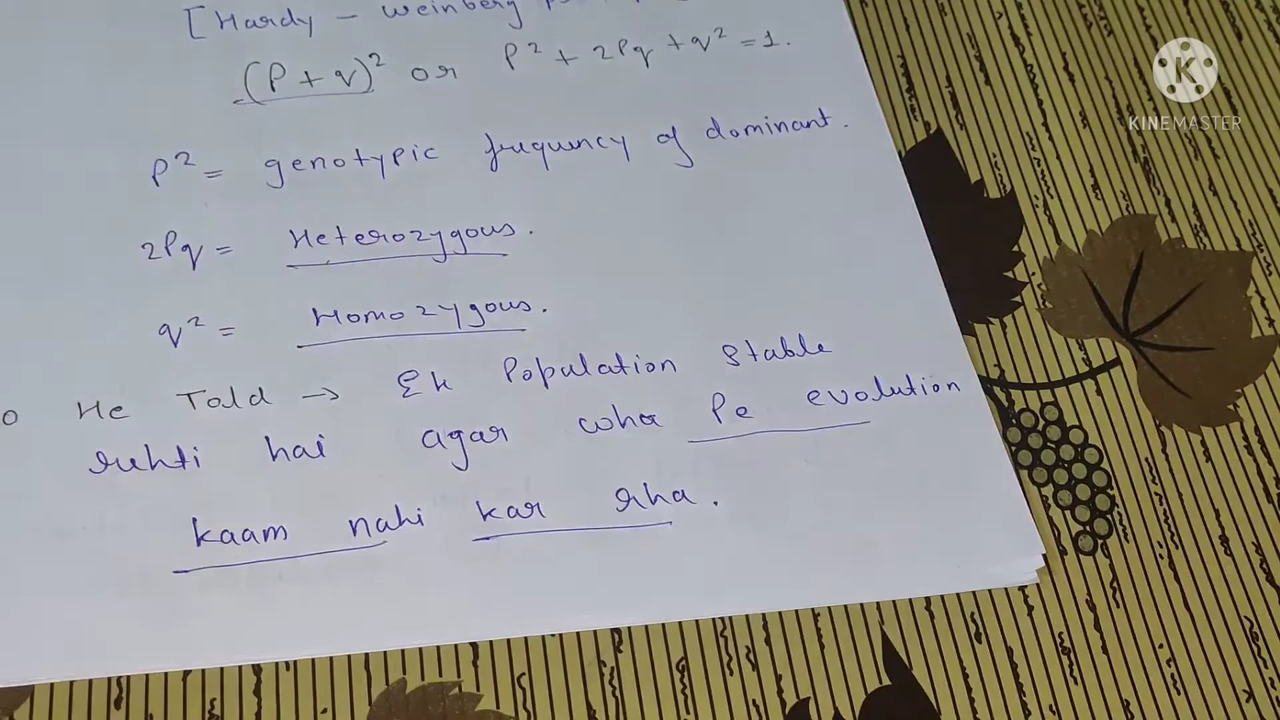 [Hardy - Weinberg
(P + q)² or P² + 2Pq + q² = 1.
P² = genotypic frequency of dominant.
2Pq = Heterozygous.
q² = Homozygous.
He Told → Ek Population Stable
rehti hai agar waha Pe evolution
kaam nahi kar rha.
K
KINEMASTER